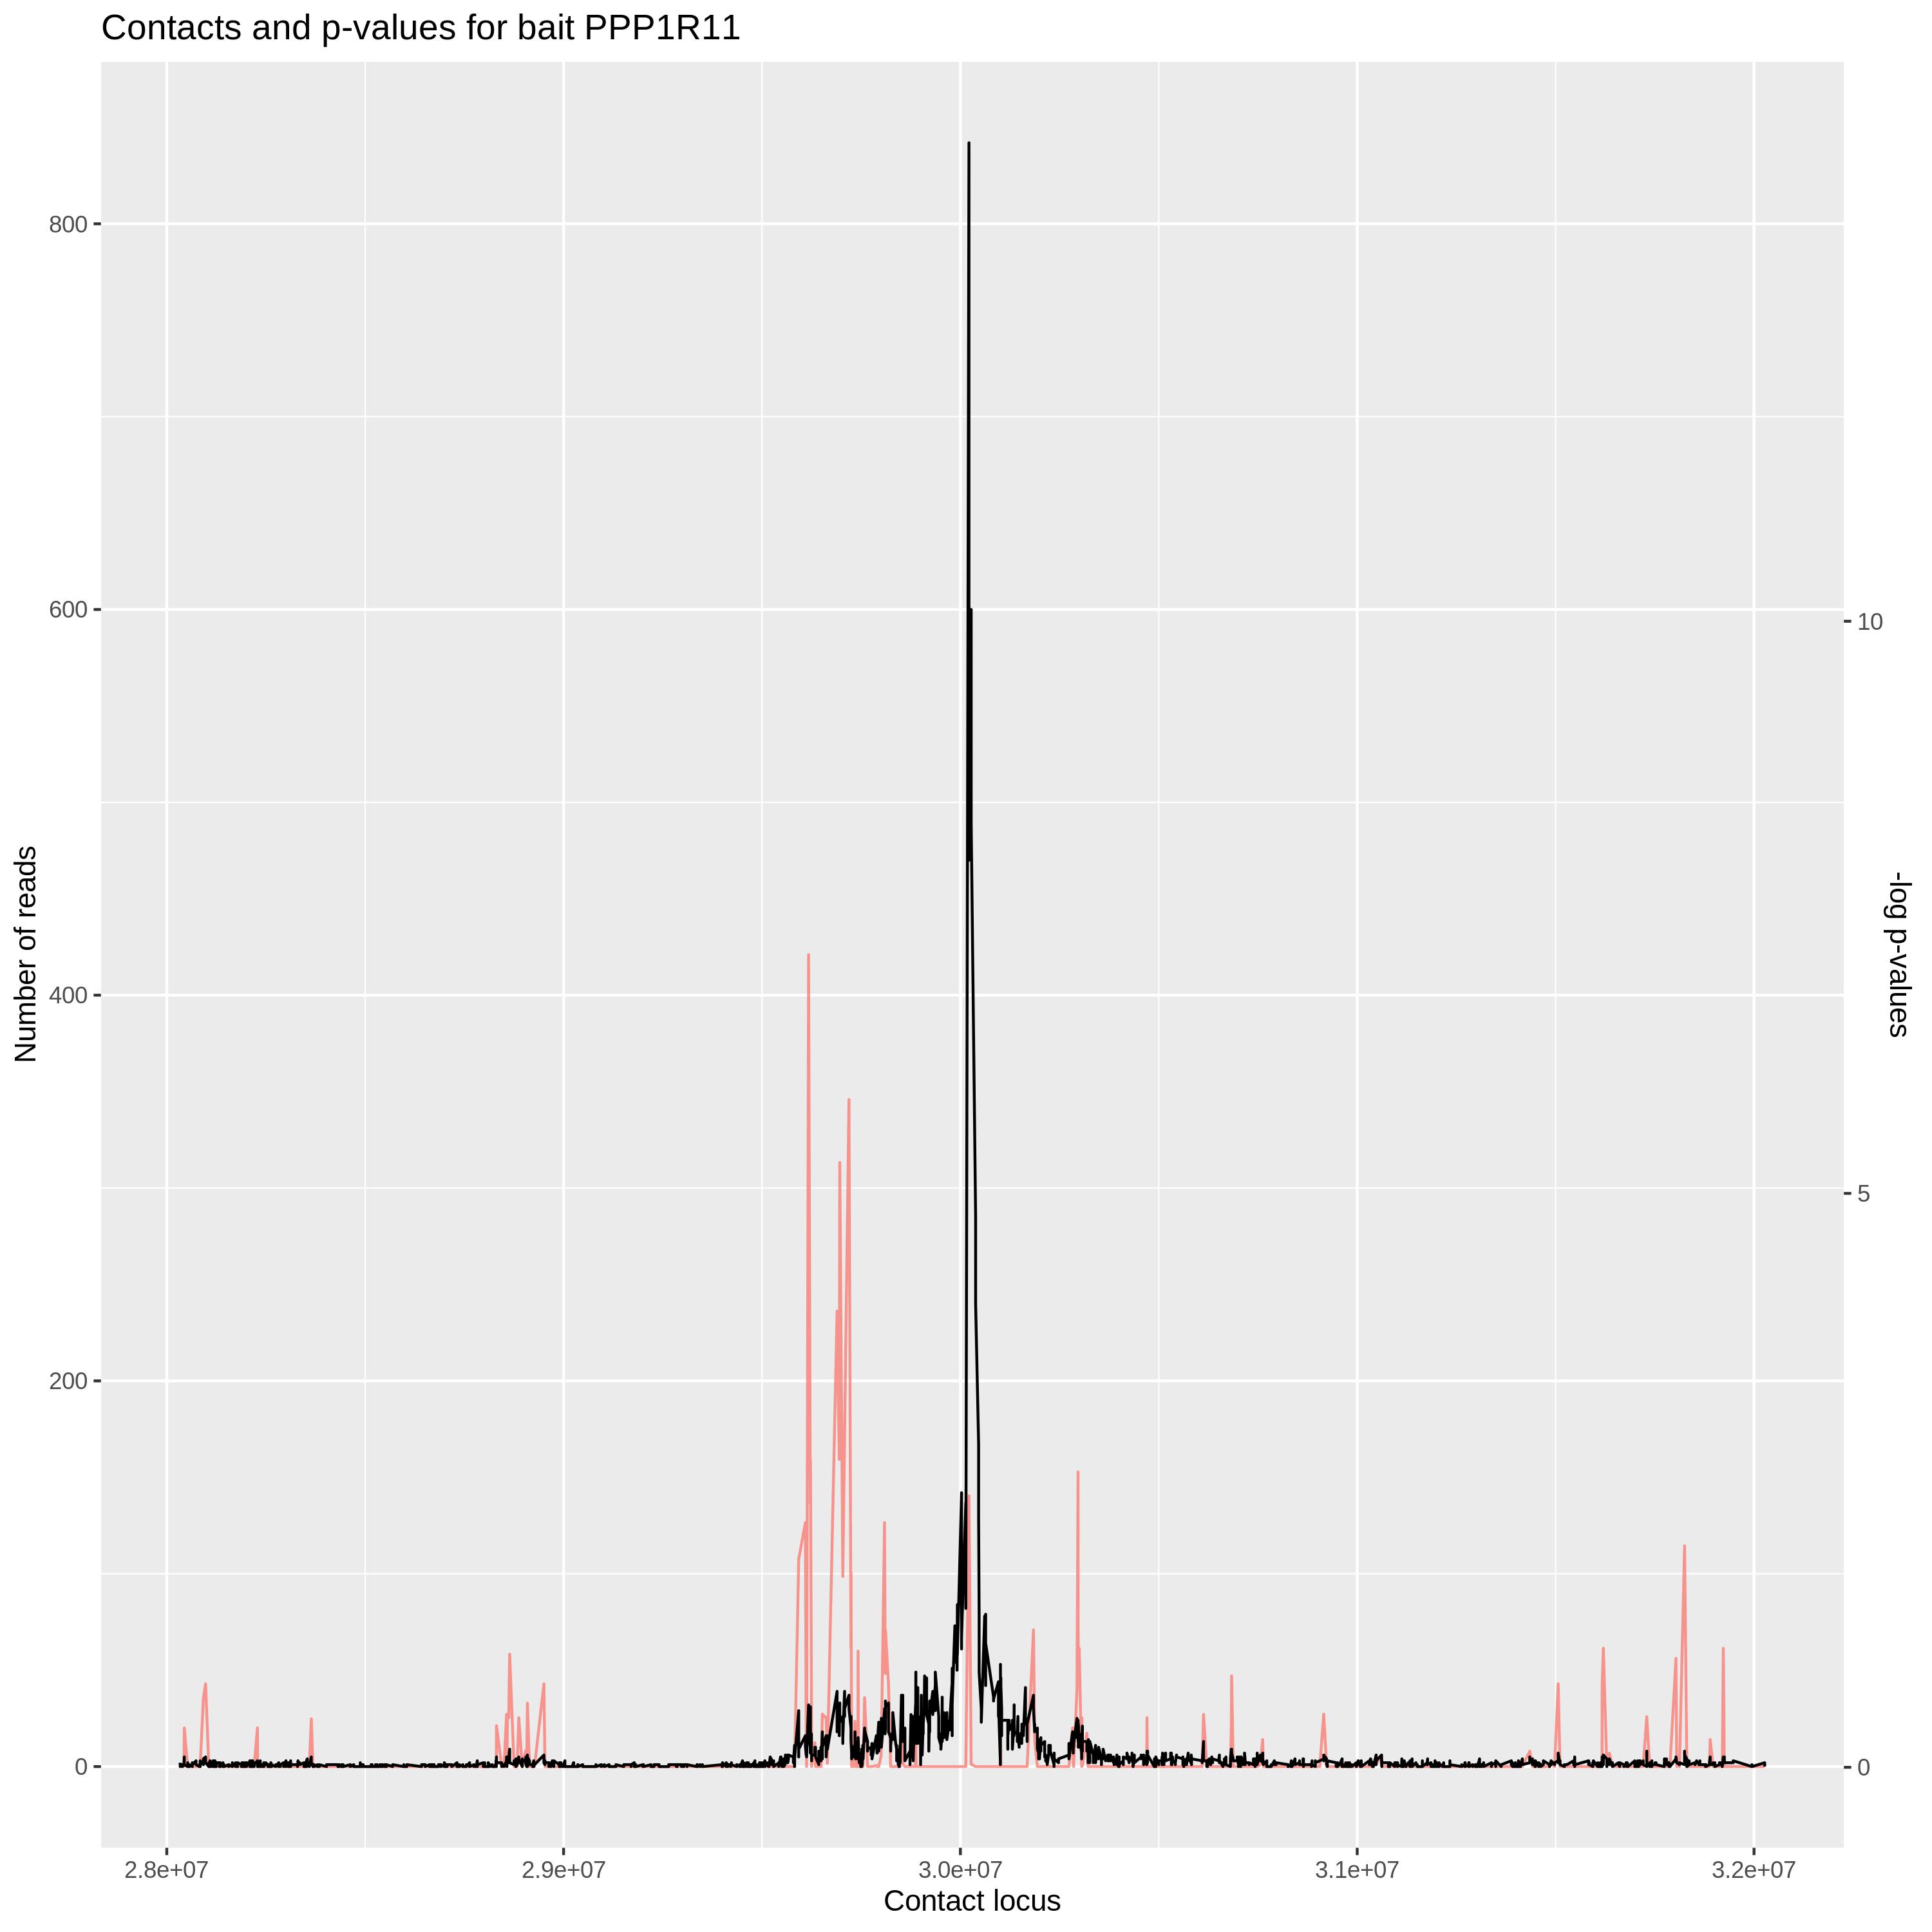 Contacts and p-values for bait PPP1R11
Number of reads
800
600
400
200
0
10
5
0
-log p-values
2.8e+07
2.9e+07
3.0e+07
3.1e+07
3.2e+07
Contact locus